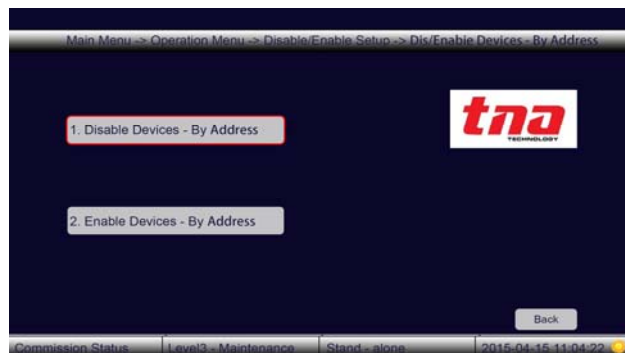 Main Menu -> Operation Menu -> Disable/Enable Setup -> Dis/Enable Devices - By Address
tna
TECHNOLOGY
1. Disable Devices - By Address
2. Enable Devices - By Address
Back
Commission Status Level3 - Maintenance Stand - alone 2015-04-15 11:04:22